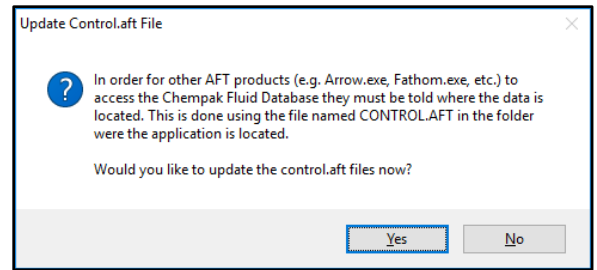 Update Control.aft File
In order for other AFT products (e.g. Arrow.exe, Fathom.exe, etc.) to
access the Chempak Fluid Database they must be told where the data is
located. This is done using the file named CONTROL.AFT in the folder
were the application is located.
Would you like to update the control.aft files now?
Yes No